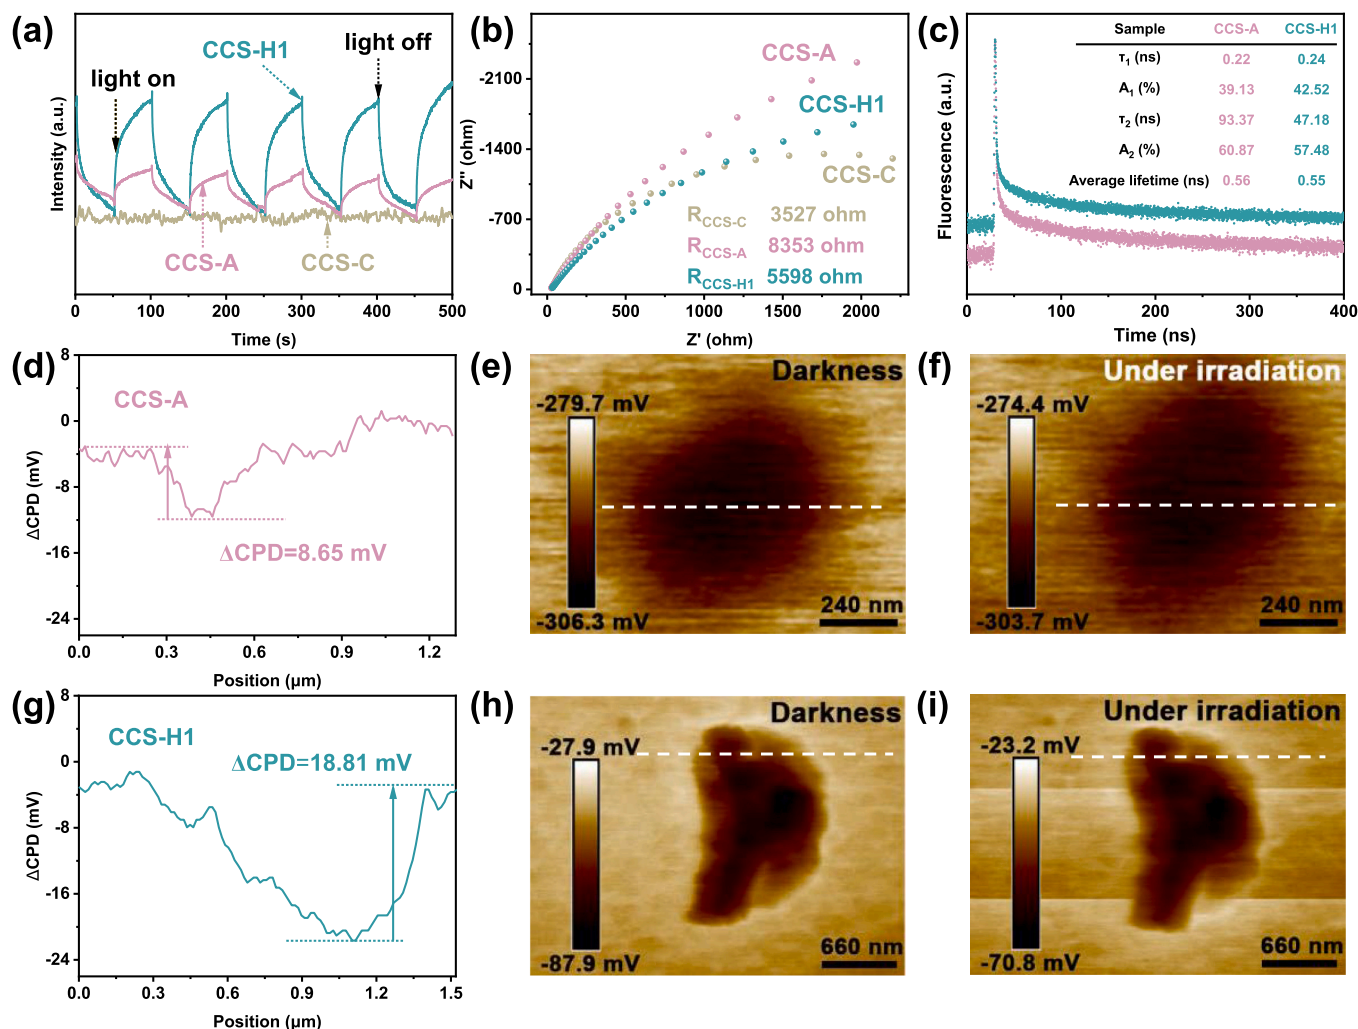 (a)
Intensity (a.u.)
light on
CCS-H1
light off
CCS-A
CCS-C
0 100 200 300 400 500
Time (s)
(b)
Z'' (ohm)
-2100
-1400
-700
0
CCS-A
CCS-H1
CCS-C
RCCS-C 3527 ohm
RCCS-A 8353 ohm
RCCS-H1 5598 ohm
0 500 1000 1500 2000
Z' (ohm)
(c)
Fluorescence (a.u.)
Sample CCS-A CCS-H1
τ1 (ns) 0.22 0.24
A1 (%) 39.13 42.52
τ2 (ns) 93.37 47.18
A2 (%) 60.87 57.48
Average lifetime (ns) 0.56 0.55
0 100 200 300 400
Time (ns)
(d)
ΔCPD (mV)
8
0
-8
-16
-24
CCS-A
ΔCPD=8.65 mV
0.0 0.3 0.6 0.9 1.2
Position (μm)
(e)
Darkness
-279.7 mV
-306.3 mV
240 nm
(f)
Under irradiation
-274.4 mV
-303.7 mV
240 nm
(g)
ΔCPD (mV)
8
0
-8
-16
-24
CCS-H1
ΔCPD=18.81 mV
0.0 0.3 0.6 0.9 1.2 1.5
Position (μm)
(h)
Darkness
-27.9 mV
-87.9 mV
660 nm
(i)
Under irradiation
-23.2 mV
-70.8 mV
660 nm